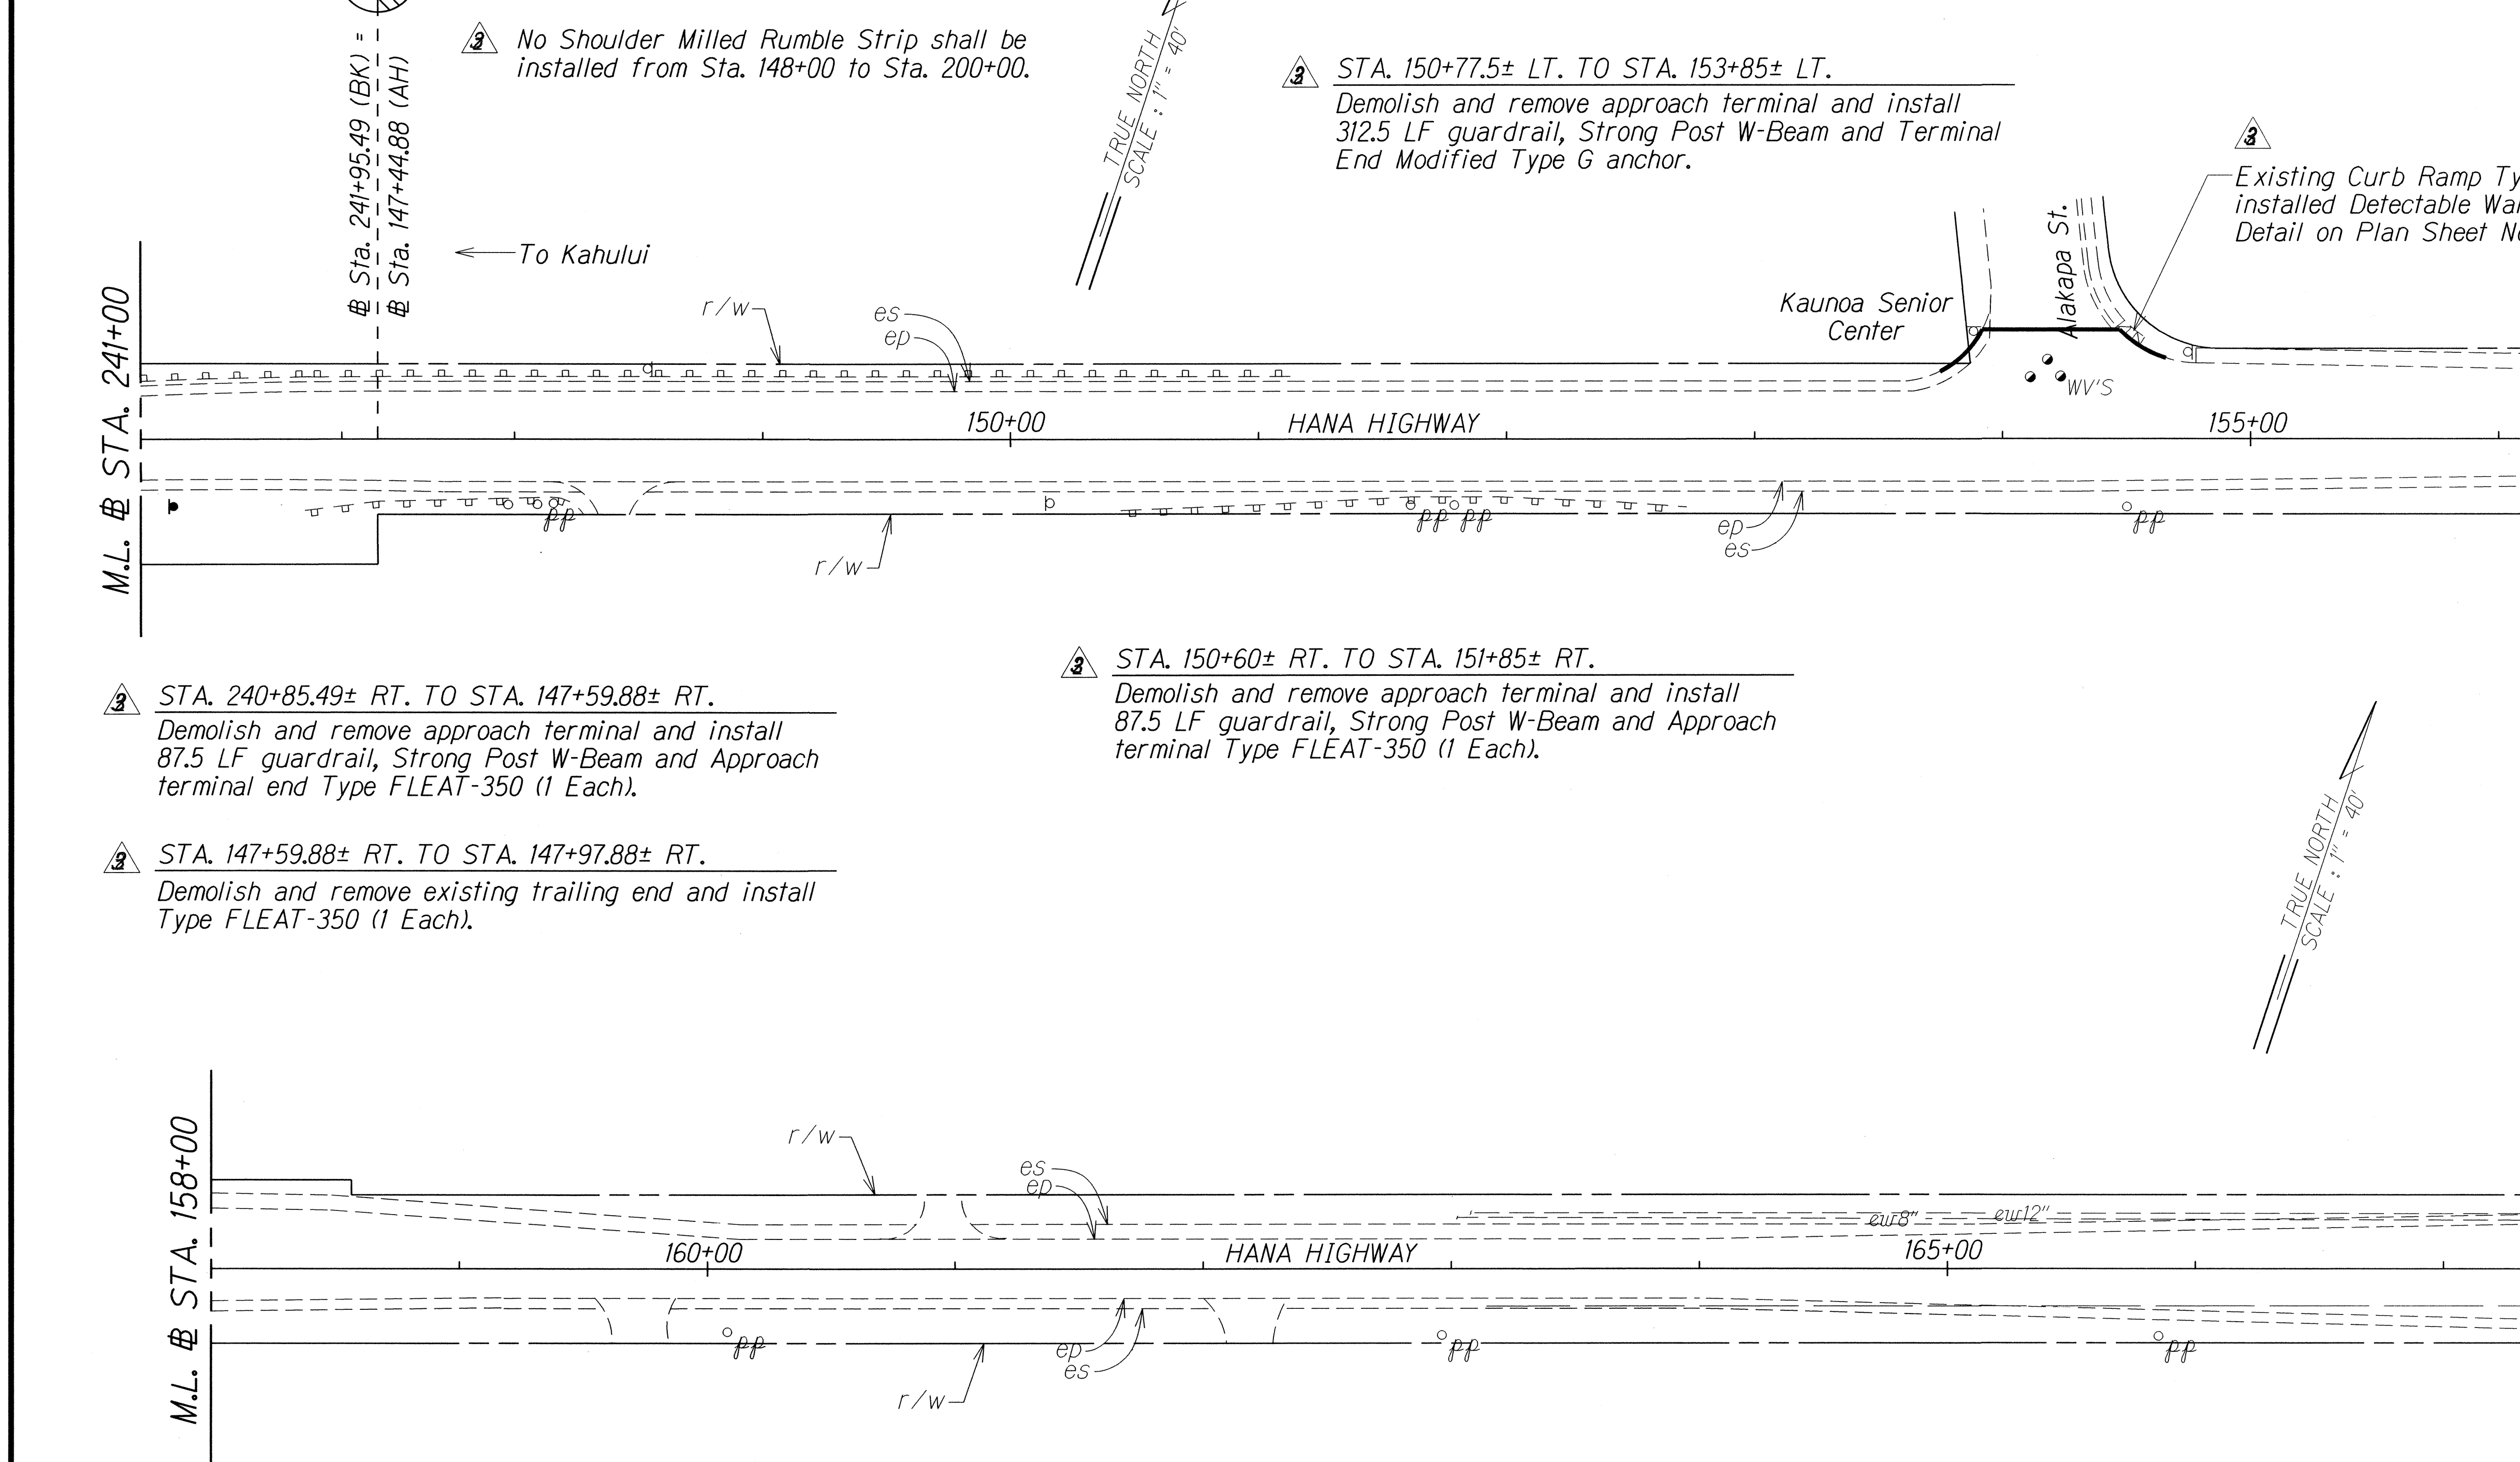 ℄ Sta. 241+95.49 (BK) =
℄ Sta. 147+44.88 (AH)
No Shoulder Milled Rumble Strip shall be
installed from Sta. 148+00 to Sta. 200+00.
TRUE NORTH
SCALE : 1" = 40'
STA. 150+77.5± LT. TO STA. 153+85± LT.
Demolish and remove approach terminal and install
312.5 LF guardrail, Strong Post W-Beam and Terminal
End Modified Type G anchor.
Existing Curb Ramp
installed Detectable
Detail on Plan Sheet
To Kahului
Alakapa St.
Kaunoa Senior
Center
r/w
es
ep
WV'S
M.L. ℄ STA. 241+00
150+00
HANA HIGHWAY
155+00
pp
pp pp
pp
ep
es
r/w
STA. 240+85.49± RT. TO STA. 147+59.88± RT.
Demolish and remove approach terminal and install
87.5 LF guardrail, Strong Post W-Beam and Approach
terminal end Type FLEAT-350 (1 Each).
STA. 150+60± RT. TO STA. 151+85± RT.
Demolish and remove approach terminal and install
87.5 LF guardrail, Strong Post W-Beam and Approach
terminal Type FLEAT-350 (1 Each).
STA. 147+59.88± RT. TO STA. 147+97.88± RT.
Demolish and remove existing trailing end and install
Type FLEAT-350 (1 Each).
TRUE NORTH
SCALE : 1" = 40'
M.L. ℄ STA. 158+00
r/w
es
ep
ew8" ew12"
160+00
HANA HIGHWAY
165+00
pp
ep
es
pp
pp
r/w